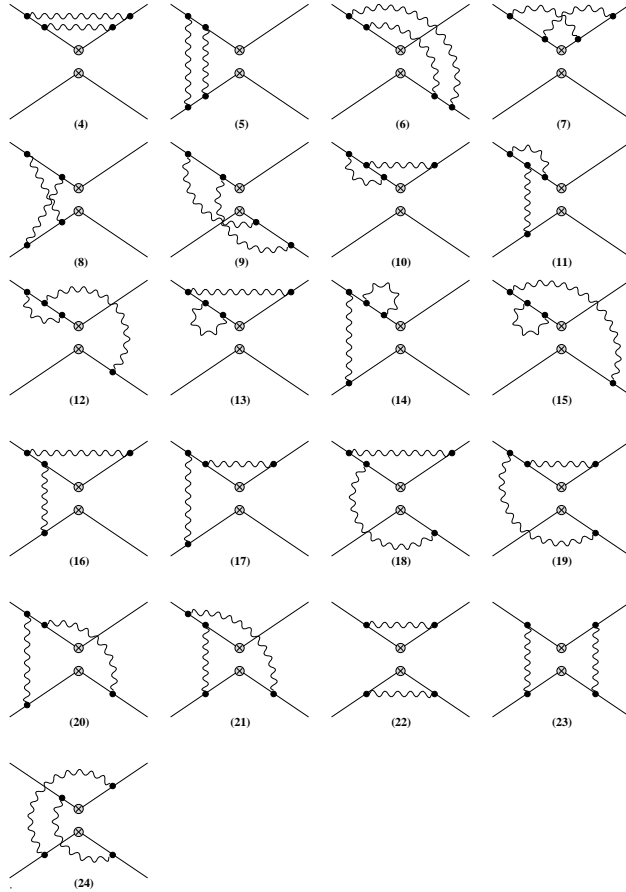 (4) (5) (6) (7)
(8) (9) (10) (11)
(12) (13) (14) (15)
(16) (17) (18) (19)
(20) (21) (22) (23)
(24)